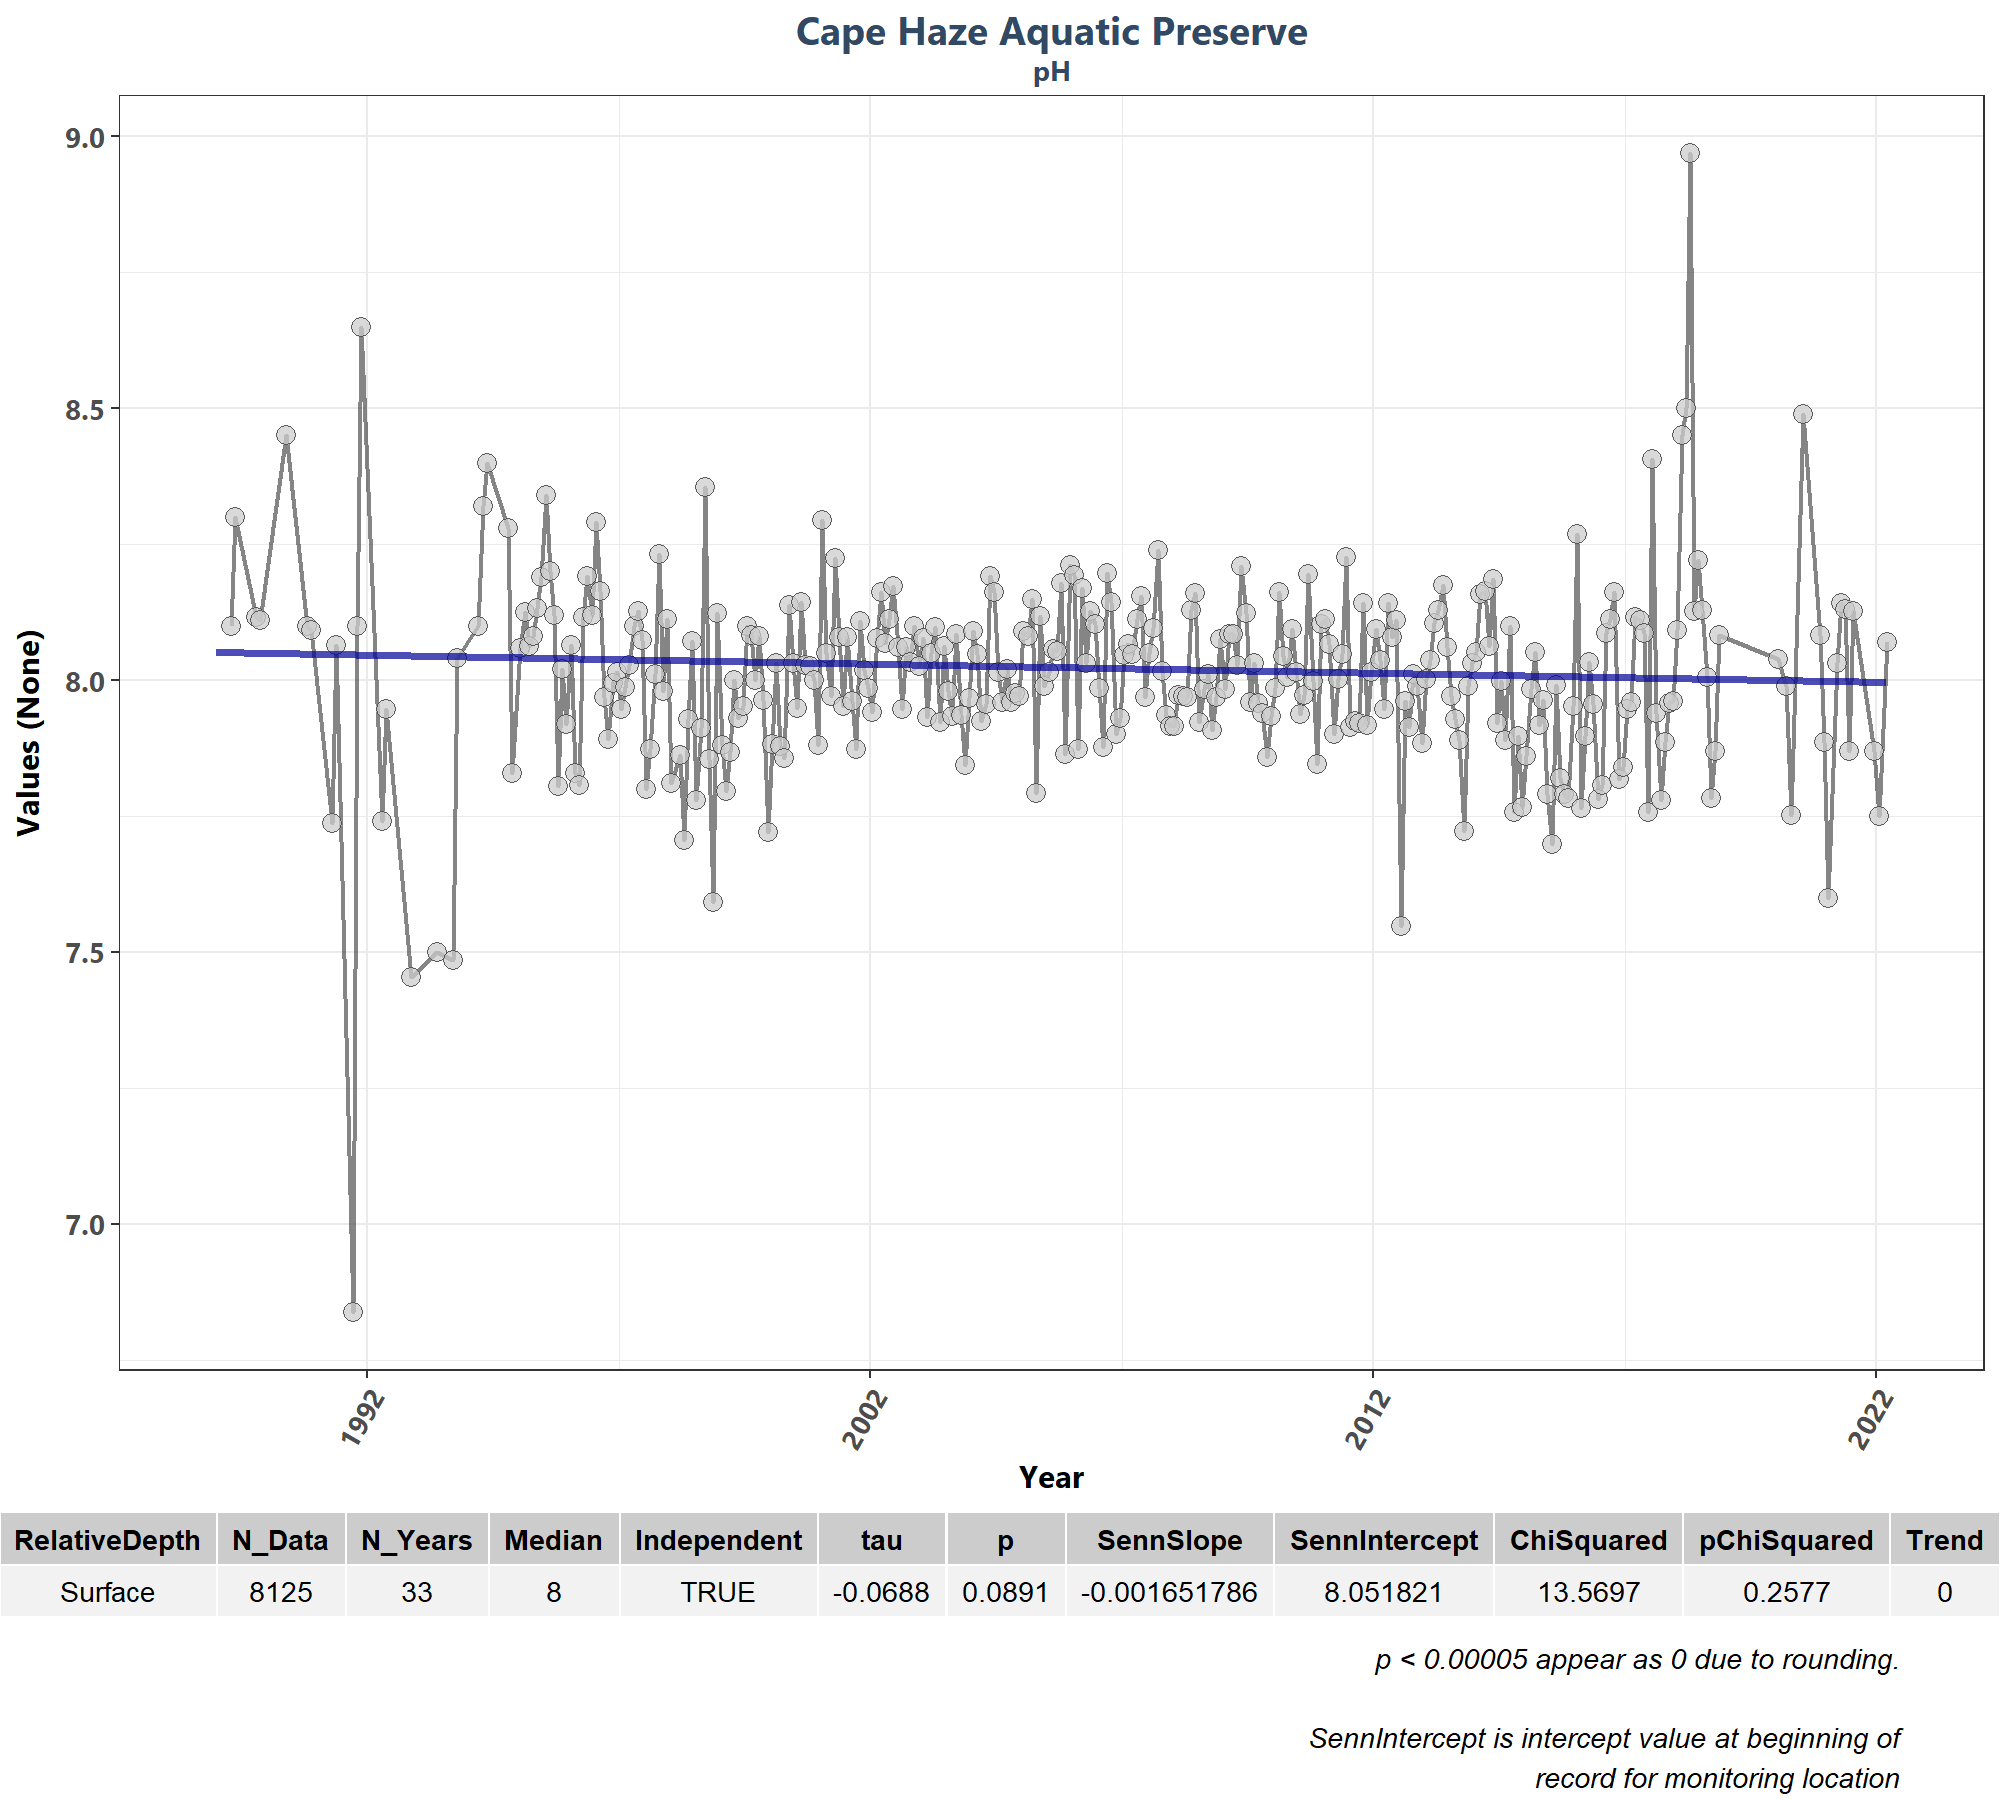 Cape Haze Aquatic Preserve
pH
Values (None)
9.0
8.5
8.0
7.5
7.0
1992
2002
2012
2022
Year
RelativeDepth N_Data N_Years Median Independent tau p SennSlope SennIntercept ChiSquared pChiSquared Trend
Surface 8125 33 8 TRUE -0.0688 0.0891 -0.001651786 8.051821 13.5697 0.2577 0
p < 0.00005 appear as 0 due to rounding.
SennIntercept is intercept value at beginning of
record for monitoring location